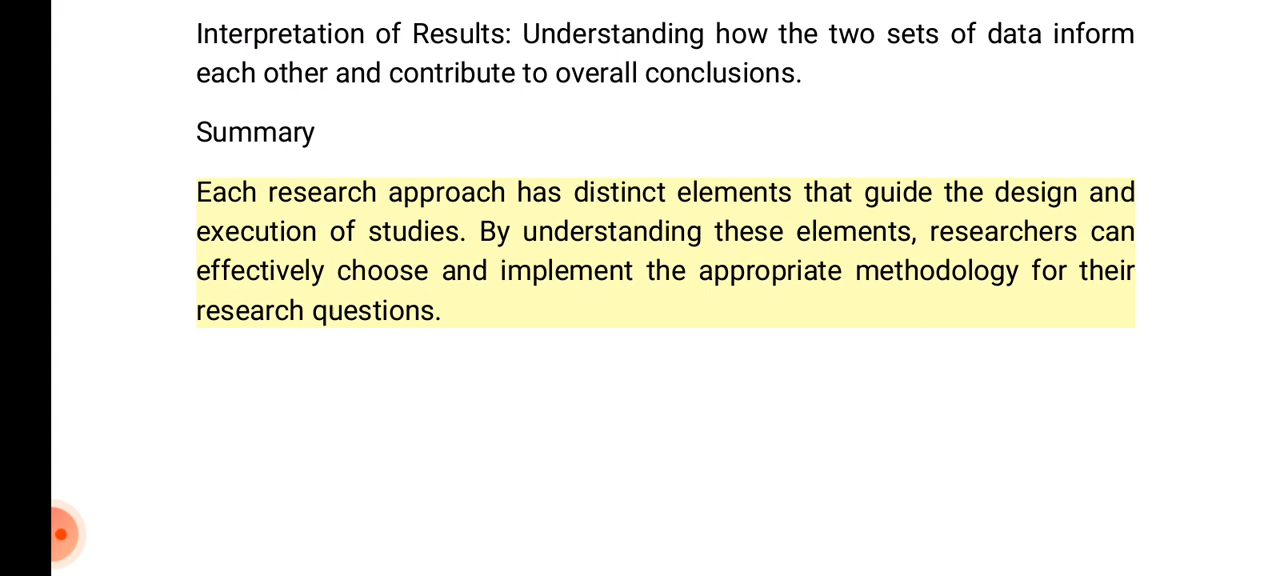 Interpretation of Results: Understanding how the two sets of data inform
each other and contribute to overall conclusions.
Summary
Each research approach has distinct elements that guide the design and
execution of studies. By understanding these elements, researchers can
effectively choose and implement the appropriate methodology for their
research questions.